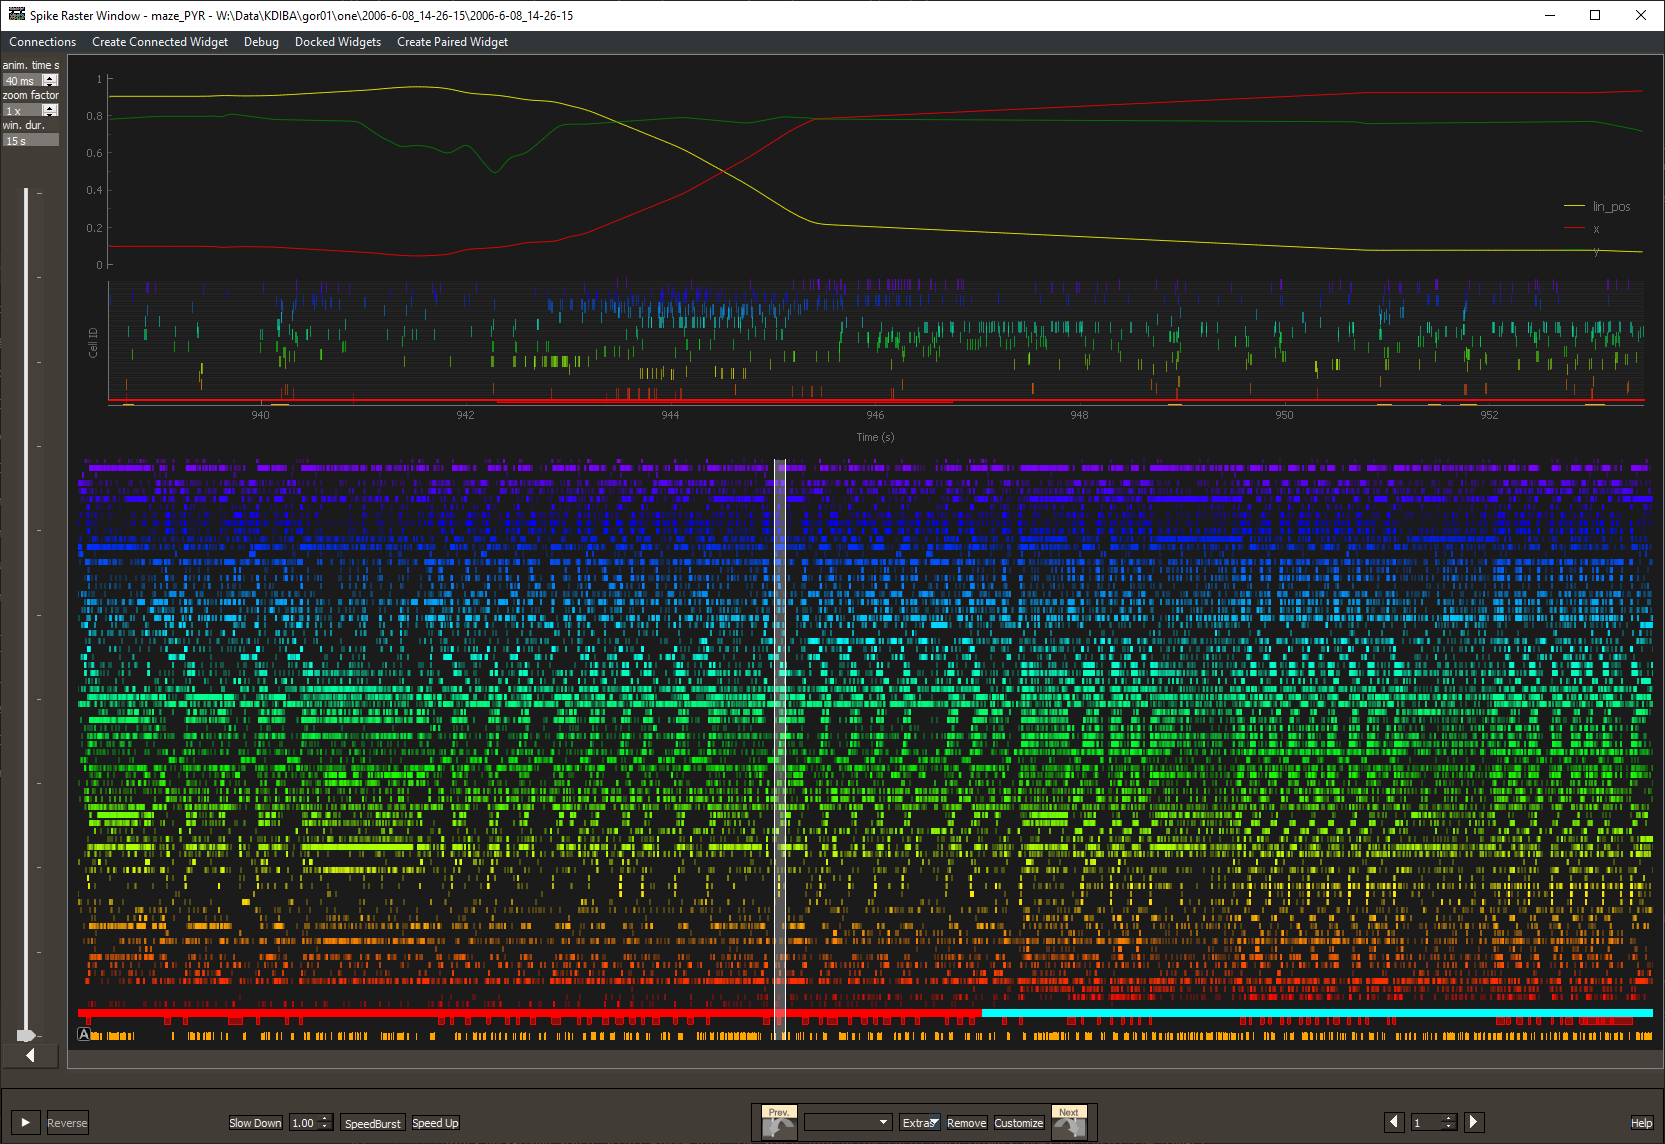 Spike Raster Window - maze_PYR - W:\Data\KDIBA\gor01\one\2006-6-08_14-26-15\2006-6-08_14-26-15
Connections Create Connected Widget Debug Docked Widgets Create Paired Widget
anim. time s
40 ms
zoom factor
1 x
win. dur.
15 s
1
0.8
0.6
0.4
0.2
0
lin_pos
x
y
Cell ID
940 942 944 946 948 950 952
Time (s)
A
Reverse
Slow Down 1.00 SpeedBurst Speed Up
Prev.
Extras Remove Customize
Next
1
Help